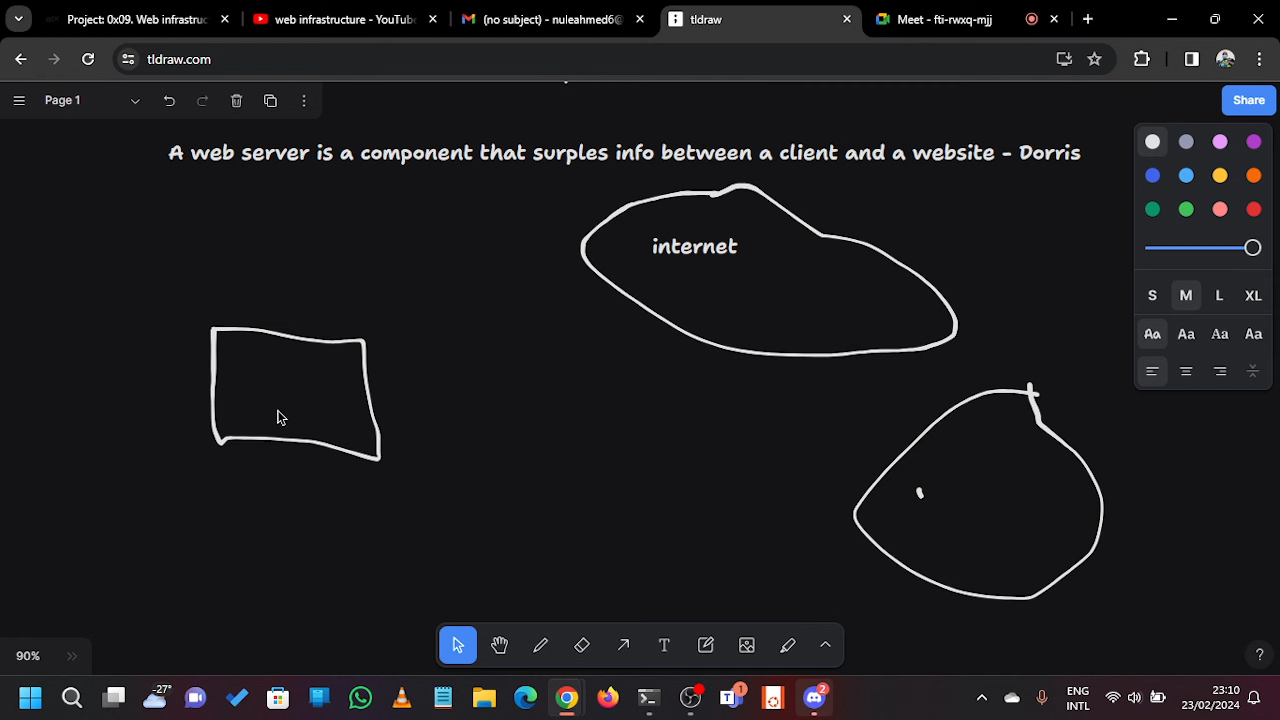 Project 0x09. Web infrastruc
web infrastructure - YouTube
(no subject) - nuleahmed6@
tldraw
Meet - fti-rwxq-mjj
tldraw.com
Page 1
Share
A web server is a component that surples info between a client and a website - Dorris
internet
S M L XL
Aa Aa Aa Aa
T
90%
?
-27°
1
2
ENG
INTL
23:10
23/02/2024